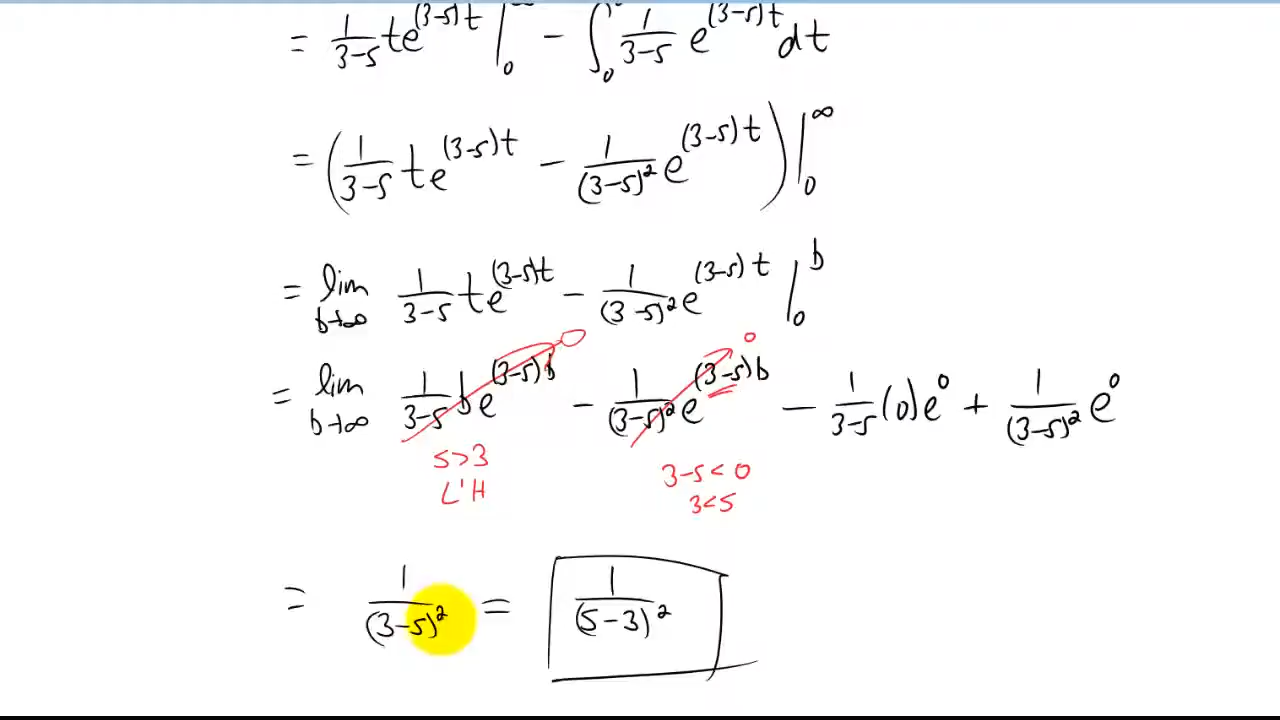 = 1/(3-s) te^((3-s)t) |_0^∞ - ∫_0 1/(3-s) e^((3-s)t) dt
= (1/(3-s) te^((3-s)t) - 1/(3-s)² e^((3-s)t)) |_0^∞
= lim b→∞ 1/(3-s) te^((3-s)t) - 1/(3-s)² e^((3-s)t) |_0^b
= lim b→∞ 1/(3-s) be^((3-s)b) 0 - 1/(3-s)² e^((3-s)b) 0 - 1/(3-s) (0)e^0 + 1/(3-s)² e^0
s>3
L'H
3-s<0
3<s
= 1/(3-s)² = 1/(s-3)²